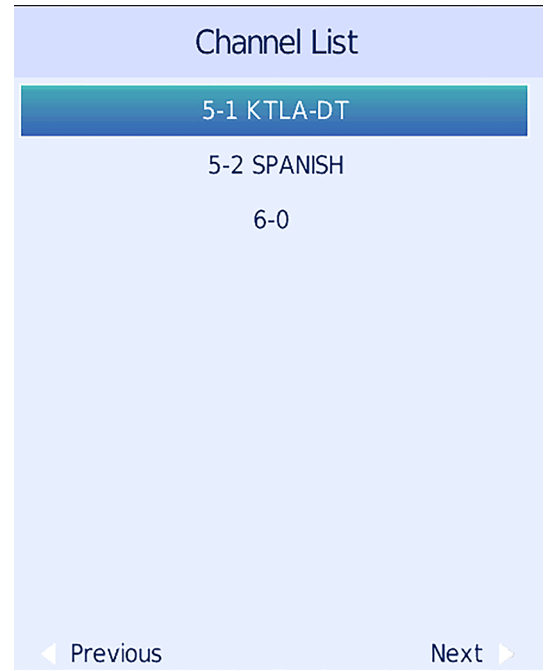 Channel List
5-1 KTLA-DT
5-2 SPANISH
6-0
Previous Next